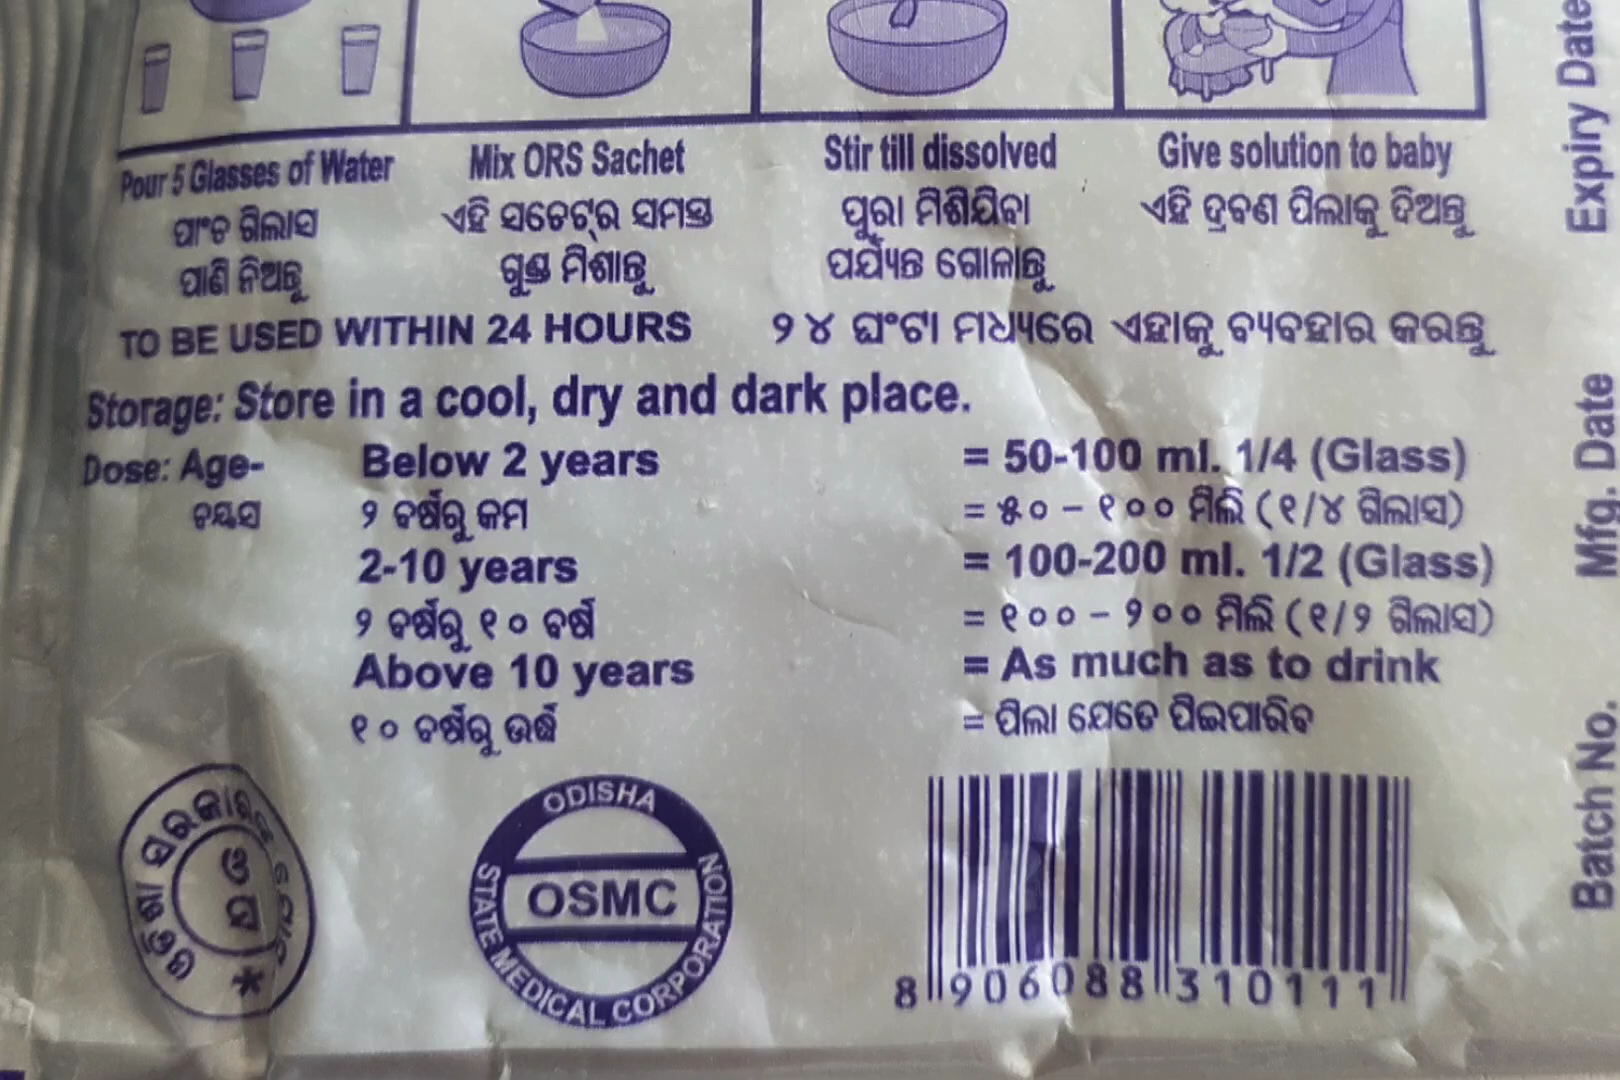 Pour 5 Glasses of Water
ପାଂଚ ଗିଲାସ
ପାଣି ନିଅନ୍ତୁ
Mix ORS Sachet
ଏହି ସଚେଟ୍‌ର ସମସ୍ତ
ଗୁଣ୍ଡ ମିଶାନ୍ତୁ
Stir till dissolved
ପୁରା ମିଶିଯିବା
ପର୍ଯ୍ୟନ୍ତ ଗୋଳାନ୍ତୁ
Give solution to baby
ଏହି ଦ୍ରବଣ ପିଲାକୁ ଦିଅନ୍ତୁ
TO BE USED WITHIN 24 HOURS ୨୪ ଘଂଟା ମଧ୍ୟରେ ଏହାକୁ ବ୍ୟବହାର କରନ୍ତୁ
Storage: Store in a cool, dry and dark place.
Dose: Age- Below 2 years = 50-100 ml. 1/4 (Glass)
ବୟସ ୨ ବର୍ଷରୁ କମ = ୫୦ – ୧୦୦ ମିଲି (୧/୪ ଗିଲାସ)
2-10 years = 100-200 ml. 1/2 (Glass)
୨ ବର୍ଷରୁ ୧୦ ବର୍ଷ = ୧୦୦ – ୨୦୦ ମିଲି (୧/୨ ଗିଲାସ)
Above 10 years = As much as to drink
୧୦ ବର୍ଷରୁ ଉର୍ଦ୍ଧ = ପିଲା ଯେତେ ପିଇପାରିବ
ଓଡ଼ିଶା ସରକାରଙ୍କ
ODISHA
OSMC
STATE MEDICAL CORPORATION
8 906088 310111
Expiry Date
Mfg. Date
Batch No.